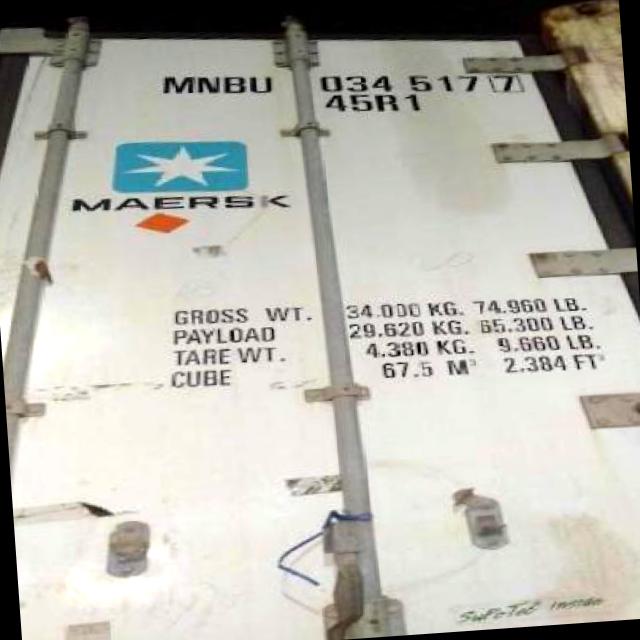 MNBU 034 517 7
45R1
MAERSK
GROSS WT. 34.000 KG. 74.960 LB.
PAYLOAD 29.620 KG. 65.300 LB.
TARE WT. 4.380 KG. 9.660 LB.
CUBE 67.5 M³ 2.384 FT³